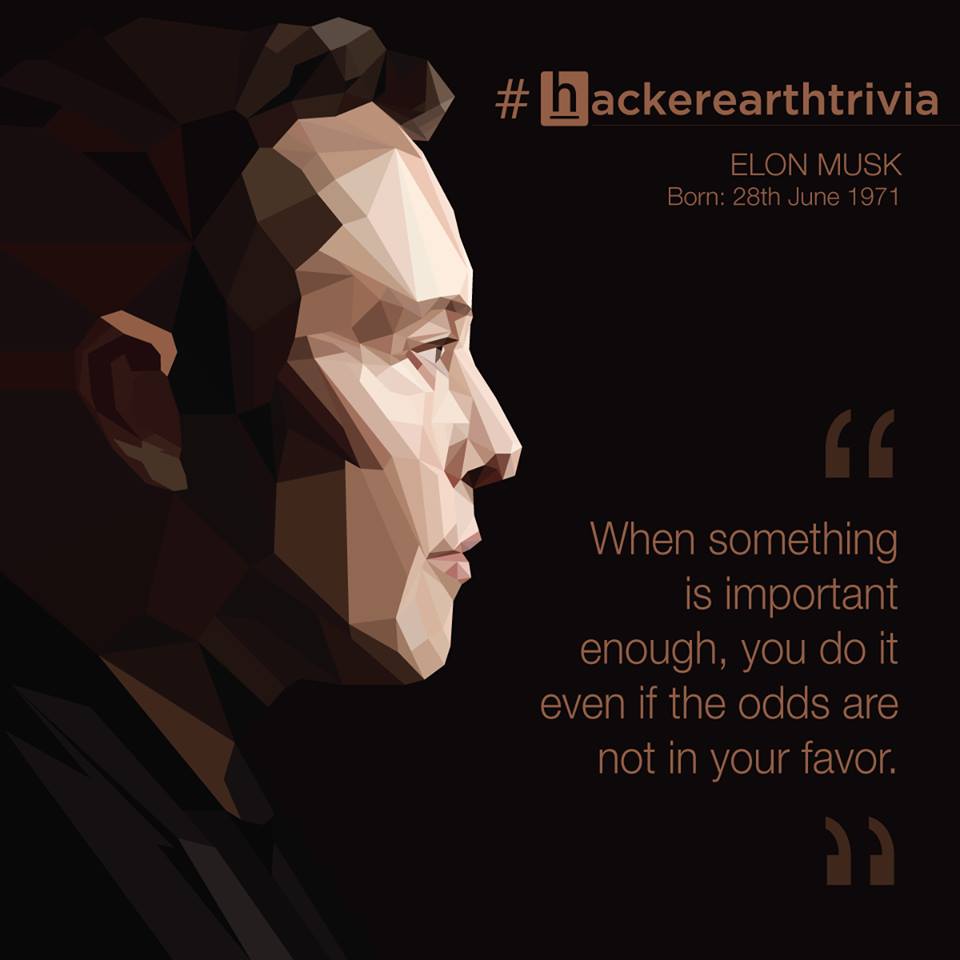 #hackerearthtrivia
ELON MUSK
Born: 28th June 1971
“
When something
is important
enough, you do it
even if the odds are
not in your favor.
”